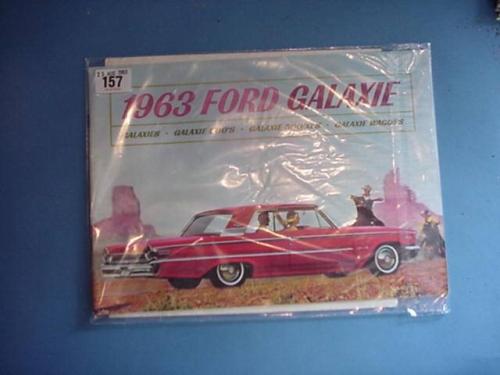 157
1963 FORD GALAXIE
GALAXIES · GALAXIE 500'S · GALAXIE 500/XL'S · GALAXIE WAGONS